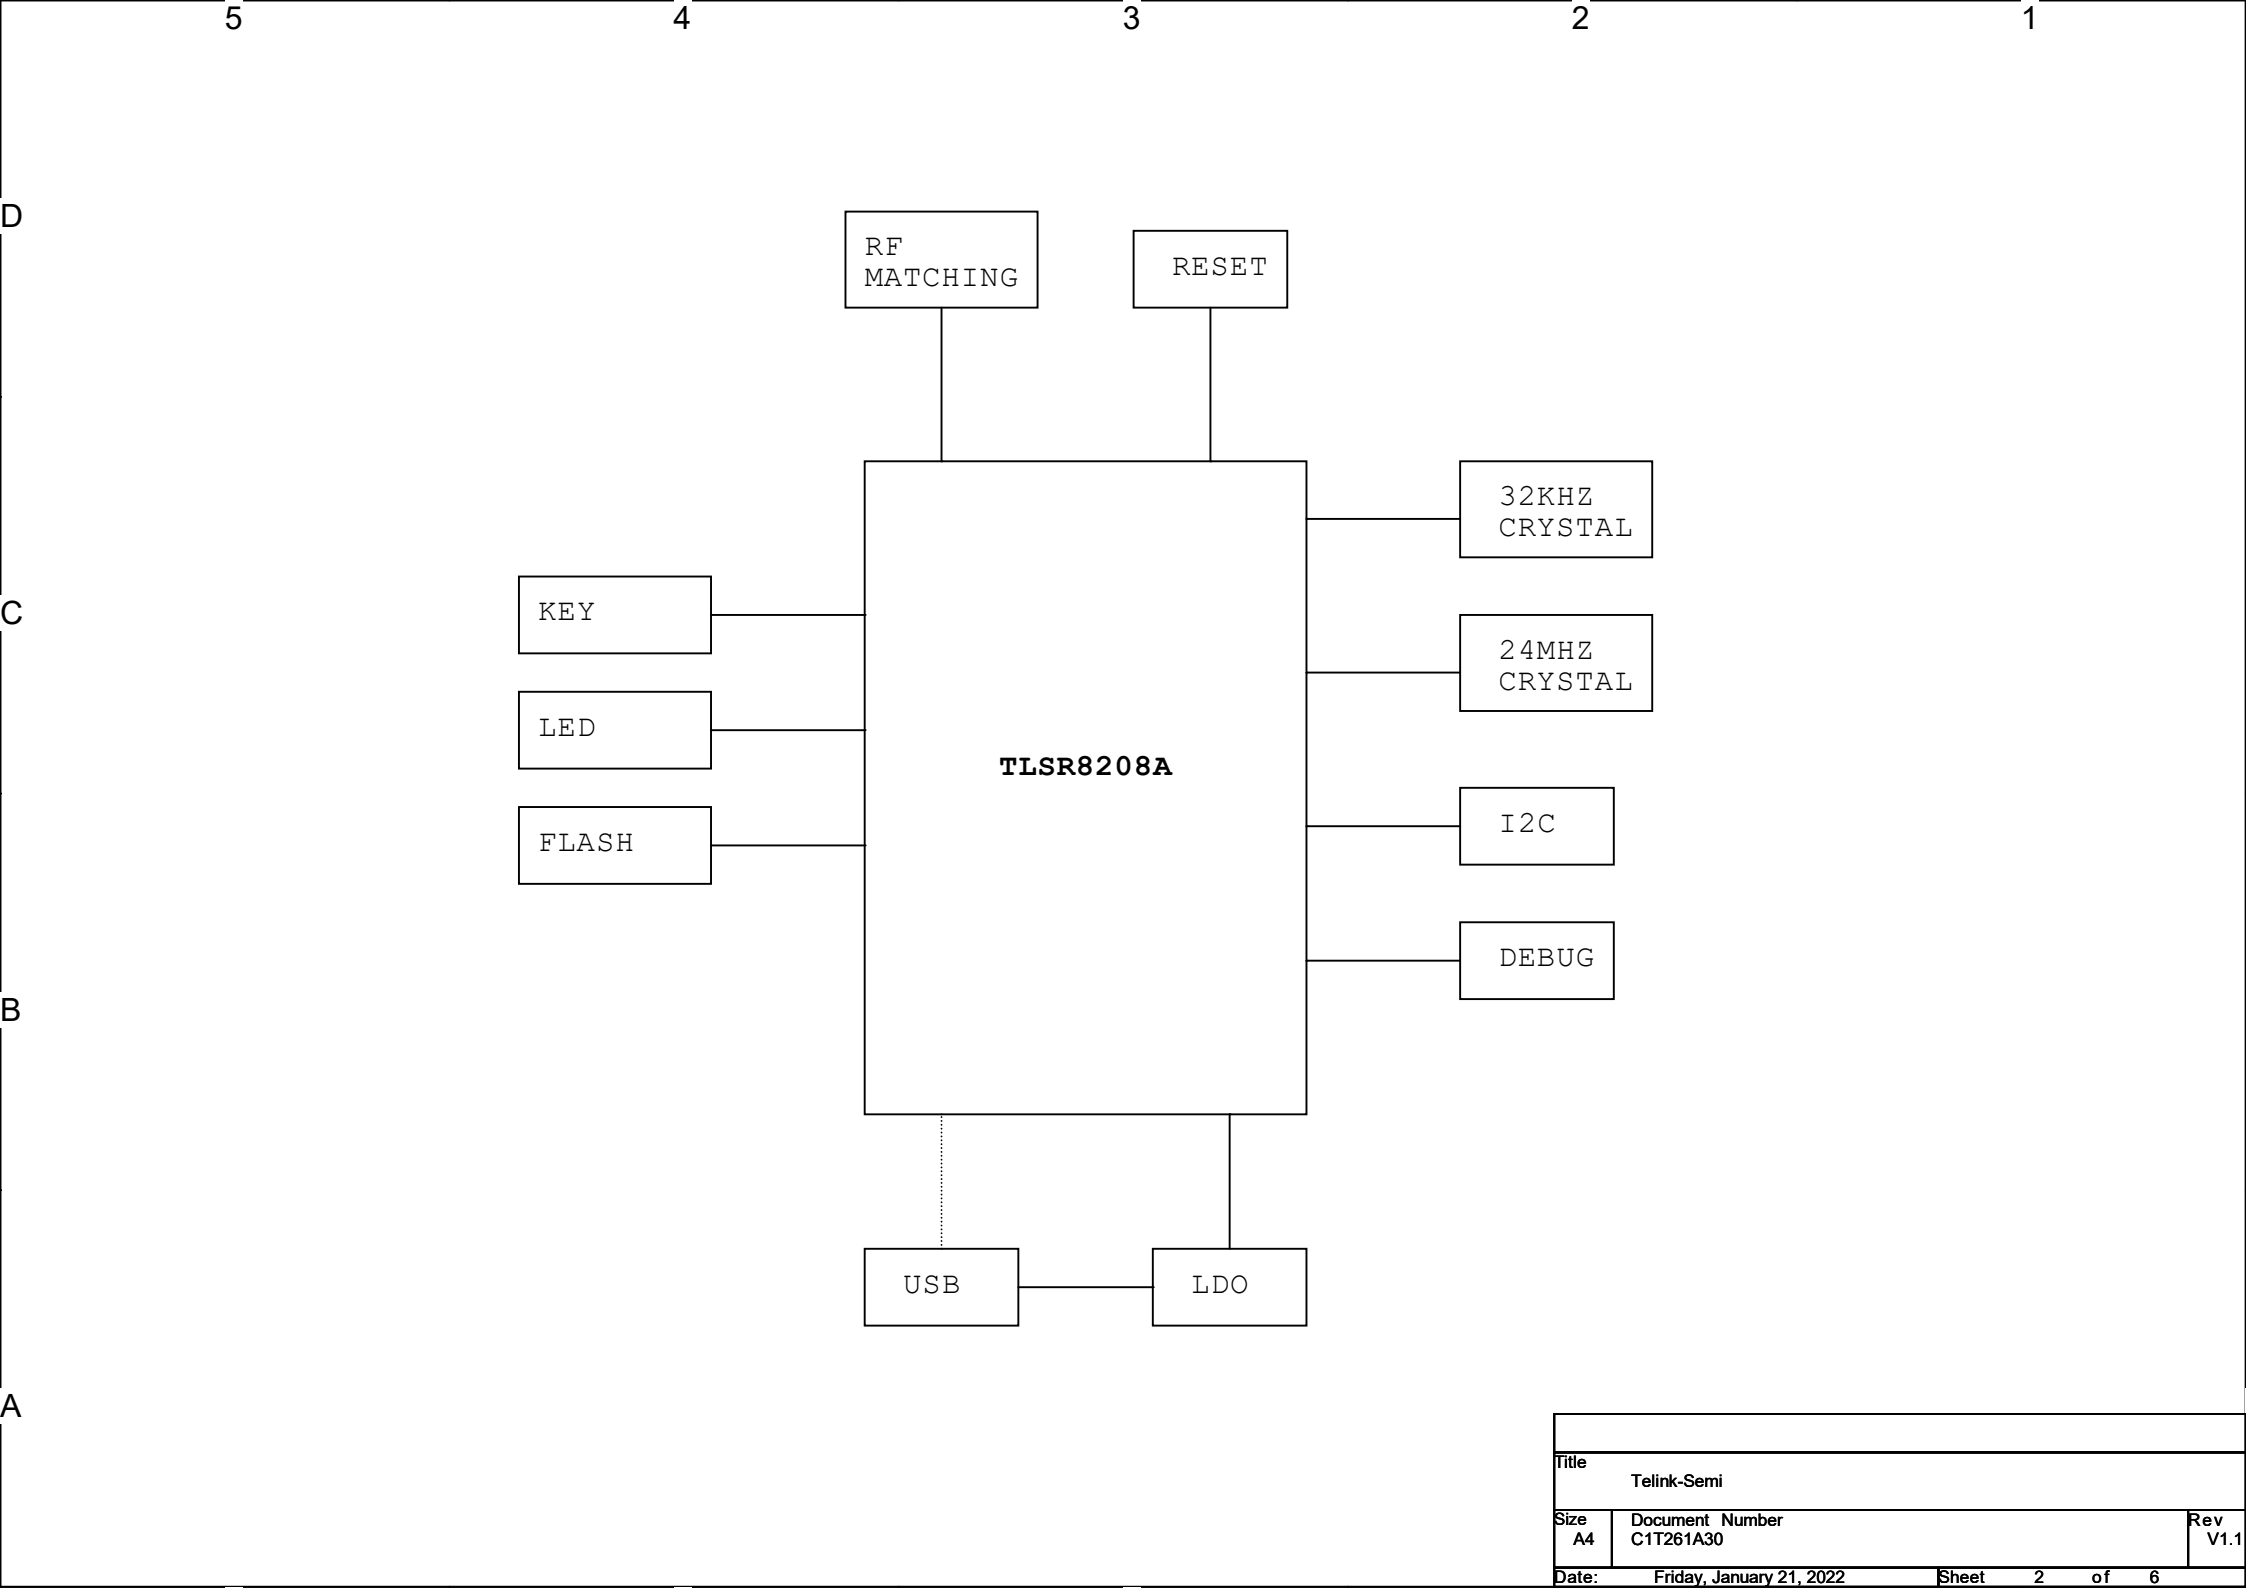 5 4 3 2 1
D
RF
MATCHING
RESET
32KHZ
CRYSTAL
C
KEY
24MHZ
CRYSTAL
LED
TLSR8208A
I2C
FLASH
DEBUG
B
USB
LDO
A
Title
Telink-Semi
Size
Document Number
Rev
A4
C1T261A30
V1.1
Date: Friday, January 21, 2022 Sheet 2 of 6